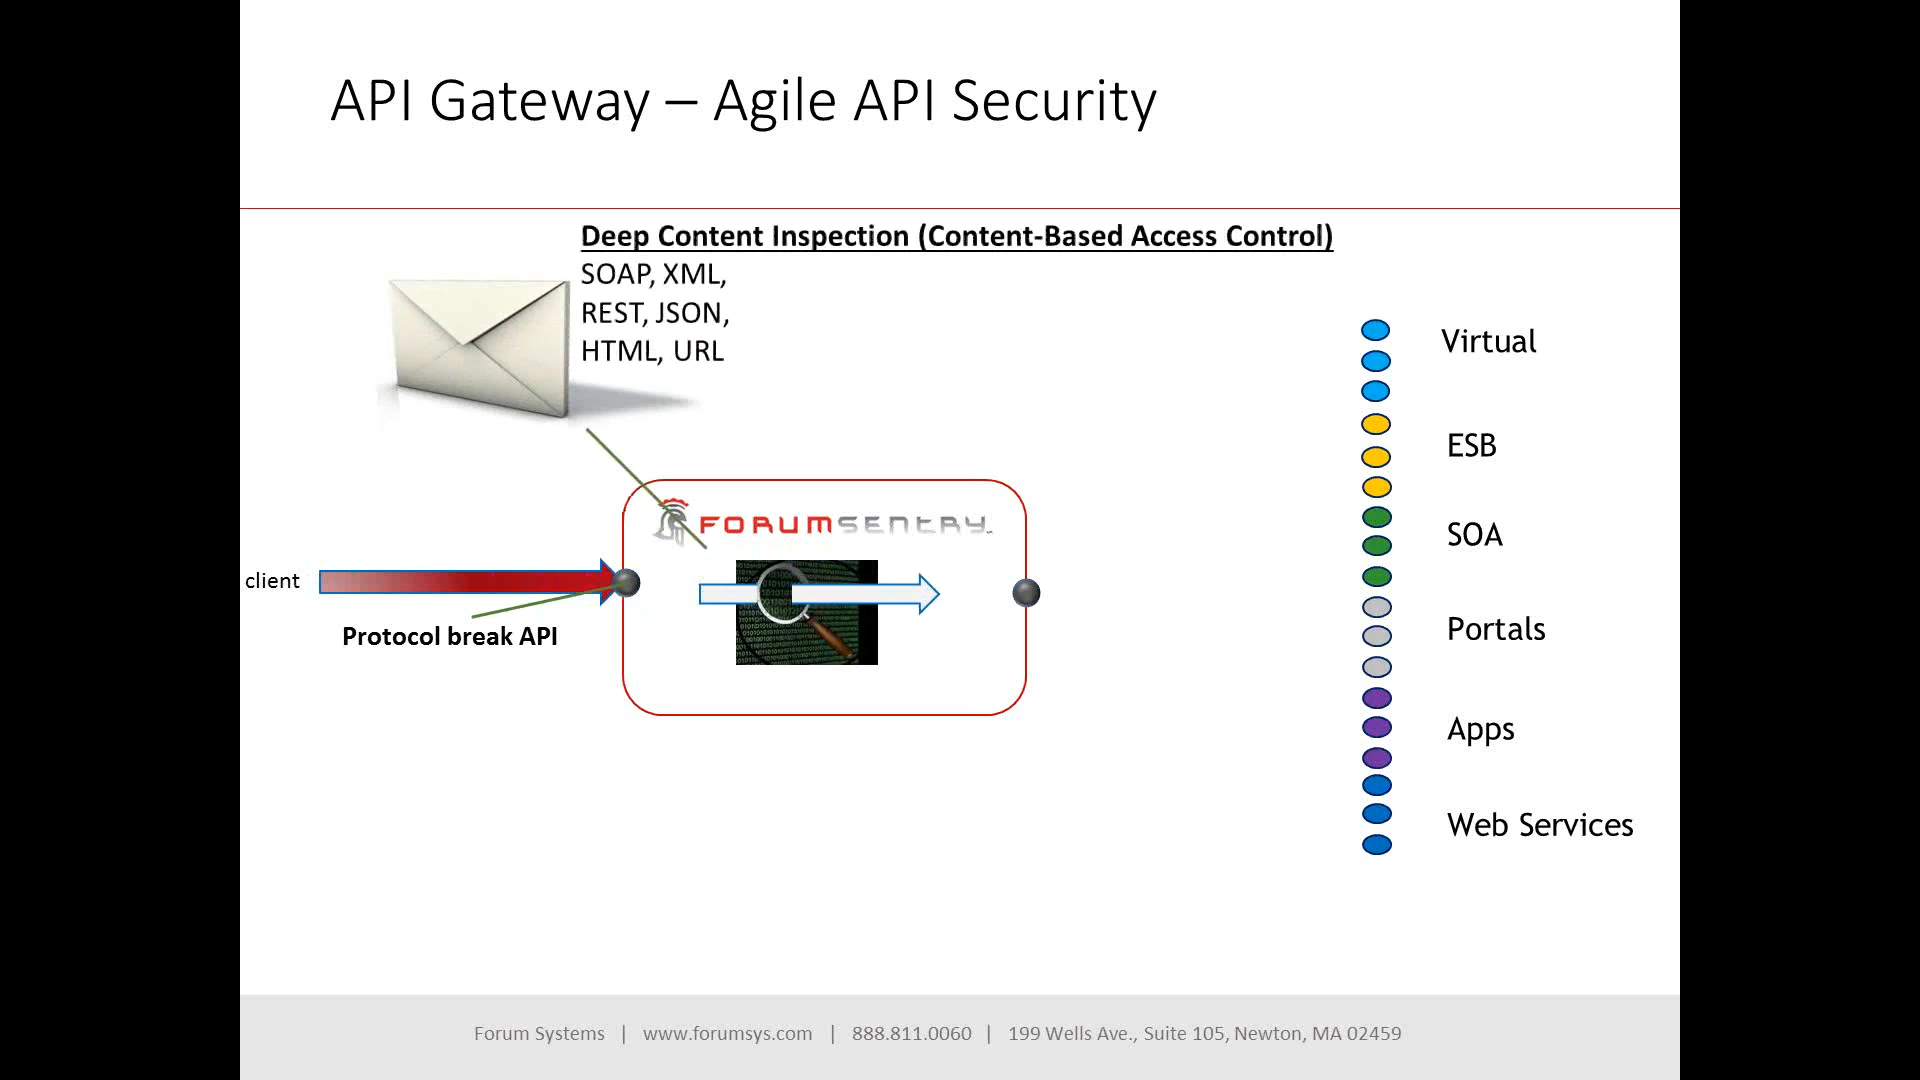 API Gateway – Agile API Security
Deep Content Inspection (Content-Based Access Control)
SOAP, XML,
REST, JSON,
HTML, URL
Virtual
ESB
FORUMSENTRY
SOA
client
Protocol break API
Portals
Apps
Web Services
Forum Systems | www.forumsys.com | 888.811.0060 | 199 Wells Ave., Suite 105, Newton, MA 02459